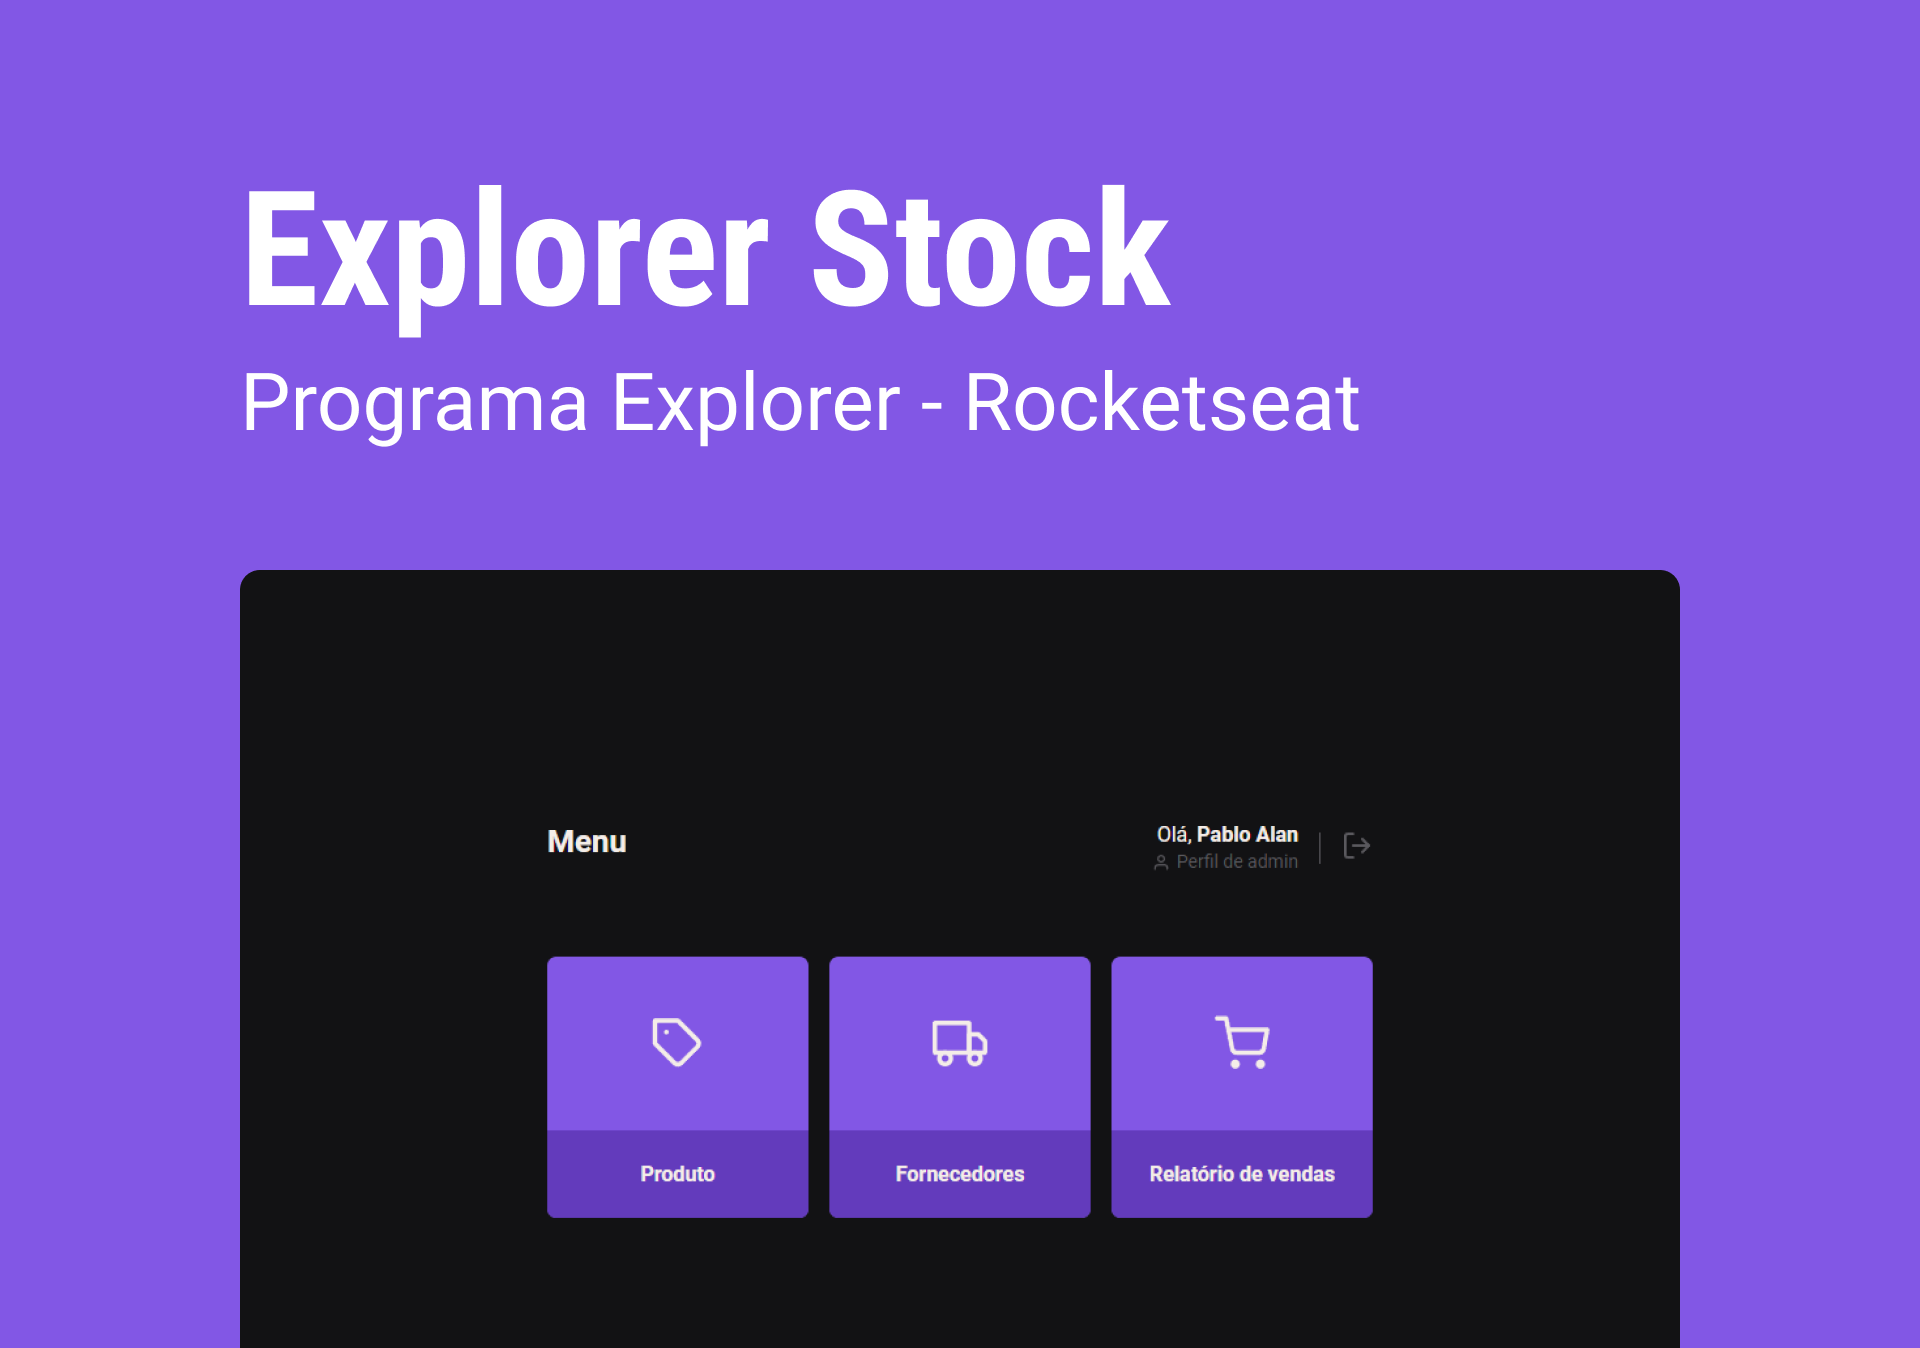 Explorer Stock
Programa Explorer - Rocketseat
Menu
Olá, Pablo Alan
Perfil de admin
Produto
Fornecedores
Relatório de vendas